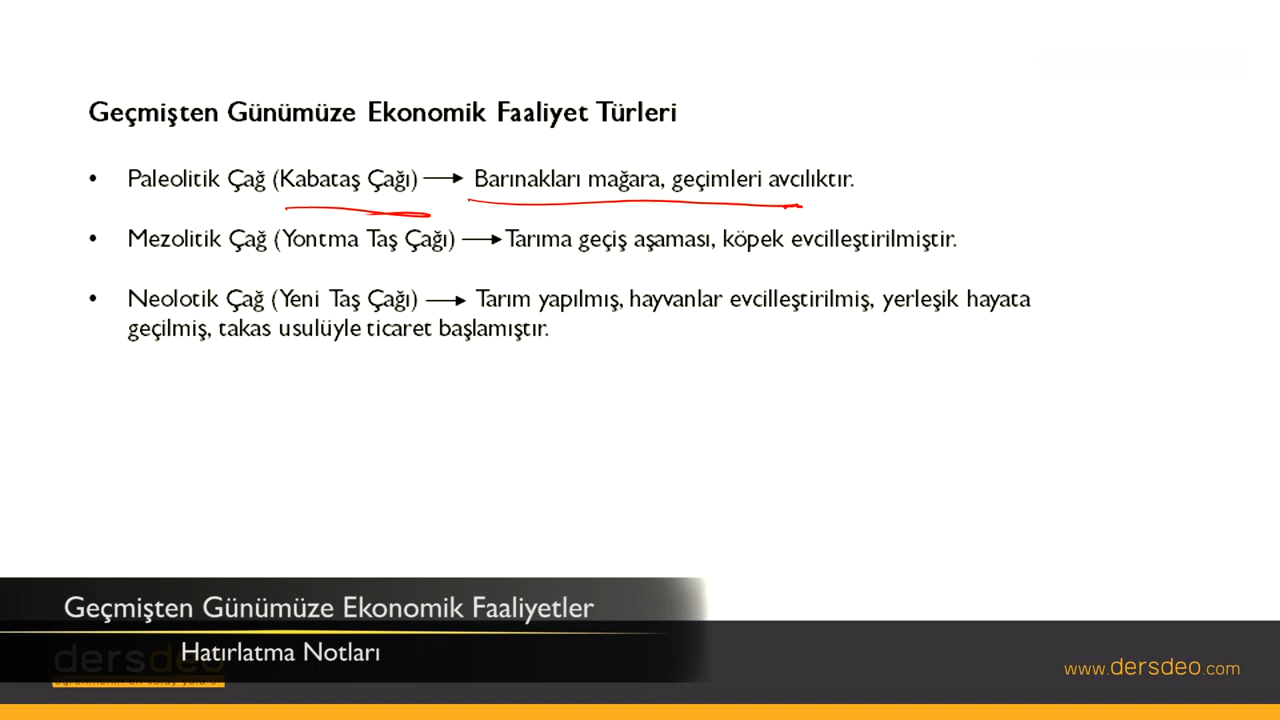 Geçmişten Günümüze Ekonomik Faaliyet Türleri
• Paleolitik Çağ (Kabataş Çağı) → Barınakları mağara, geçimleri avcılıktır.
• Mezolitik Çağ (Yontma Taş Çağı) → Tarıma geçiş aşaması, köpek evcilleştirilmiştir.
• Neolotik Çağ (Yeni Taş Çağı) → Tarım yapılmış, hayvanlar evcilleştirilmiş, yerleşik hayata
geçilmiş, takas usulüyle ticaret başlamıştır.
Geçmişten Günümüze Ekonomik Faaliyetler
Hatırlatma Notları
dersdeo
www.dersdeo.com